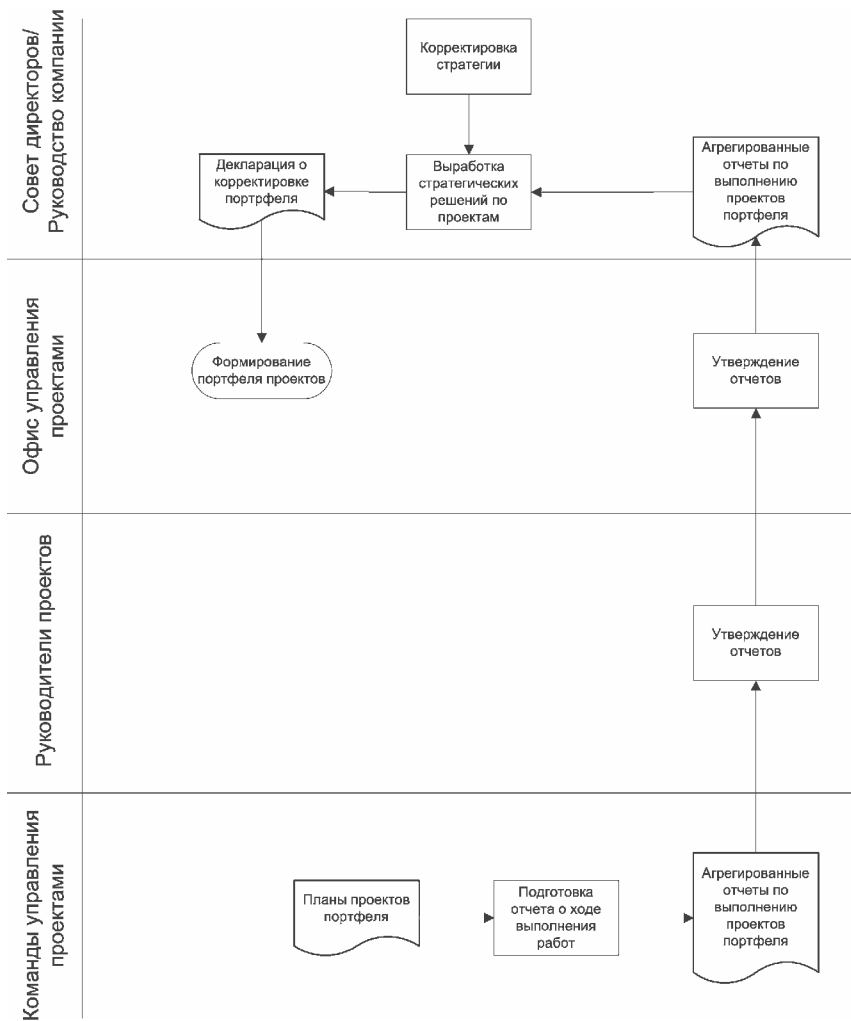 Совет директоров/
Руководство компании
Корректировка
стратегии
Декларация о
корректировке
портрфеля
Выработка
стратегических
решений по
проектам
Агрегированные
отчеты по
выполнению
проектов
портфеля
Офис управления
проектами
Формирование
портфеля проектов
Утверждение
отчетов
Руководители проектов
Утверждение
отчетов
Команды управления
проектами
Планы проектов
портфеля
Подготовка
отчета о ходе
выполнения
работ
Агрегированные
отчеты по
выполнению
проектов
портфеля